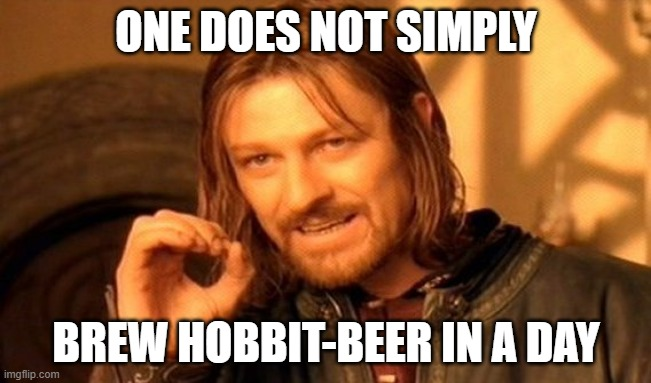 ONE DOES NOT SIMPLY
BREW HOBBIT-BEER IN A DAY
imgflip.com